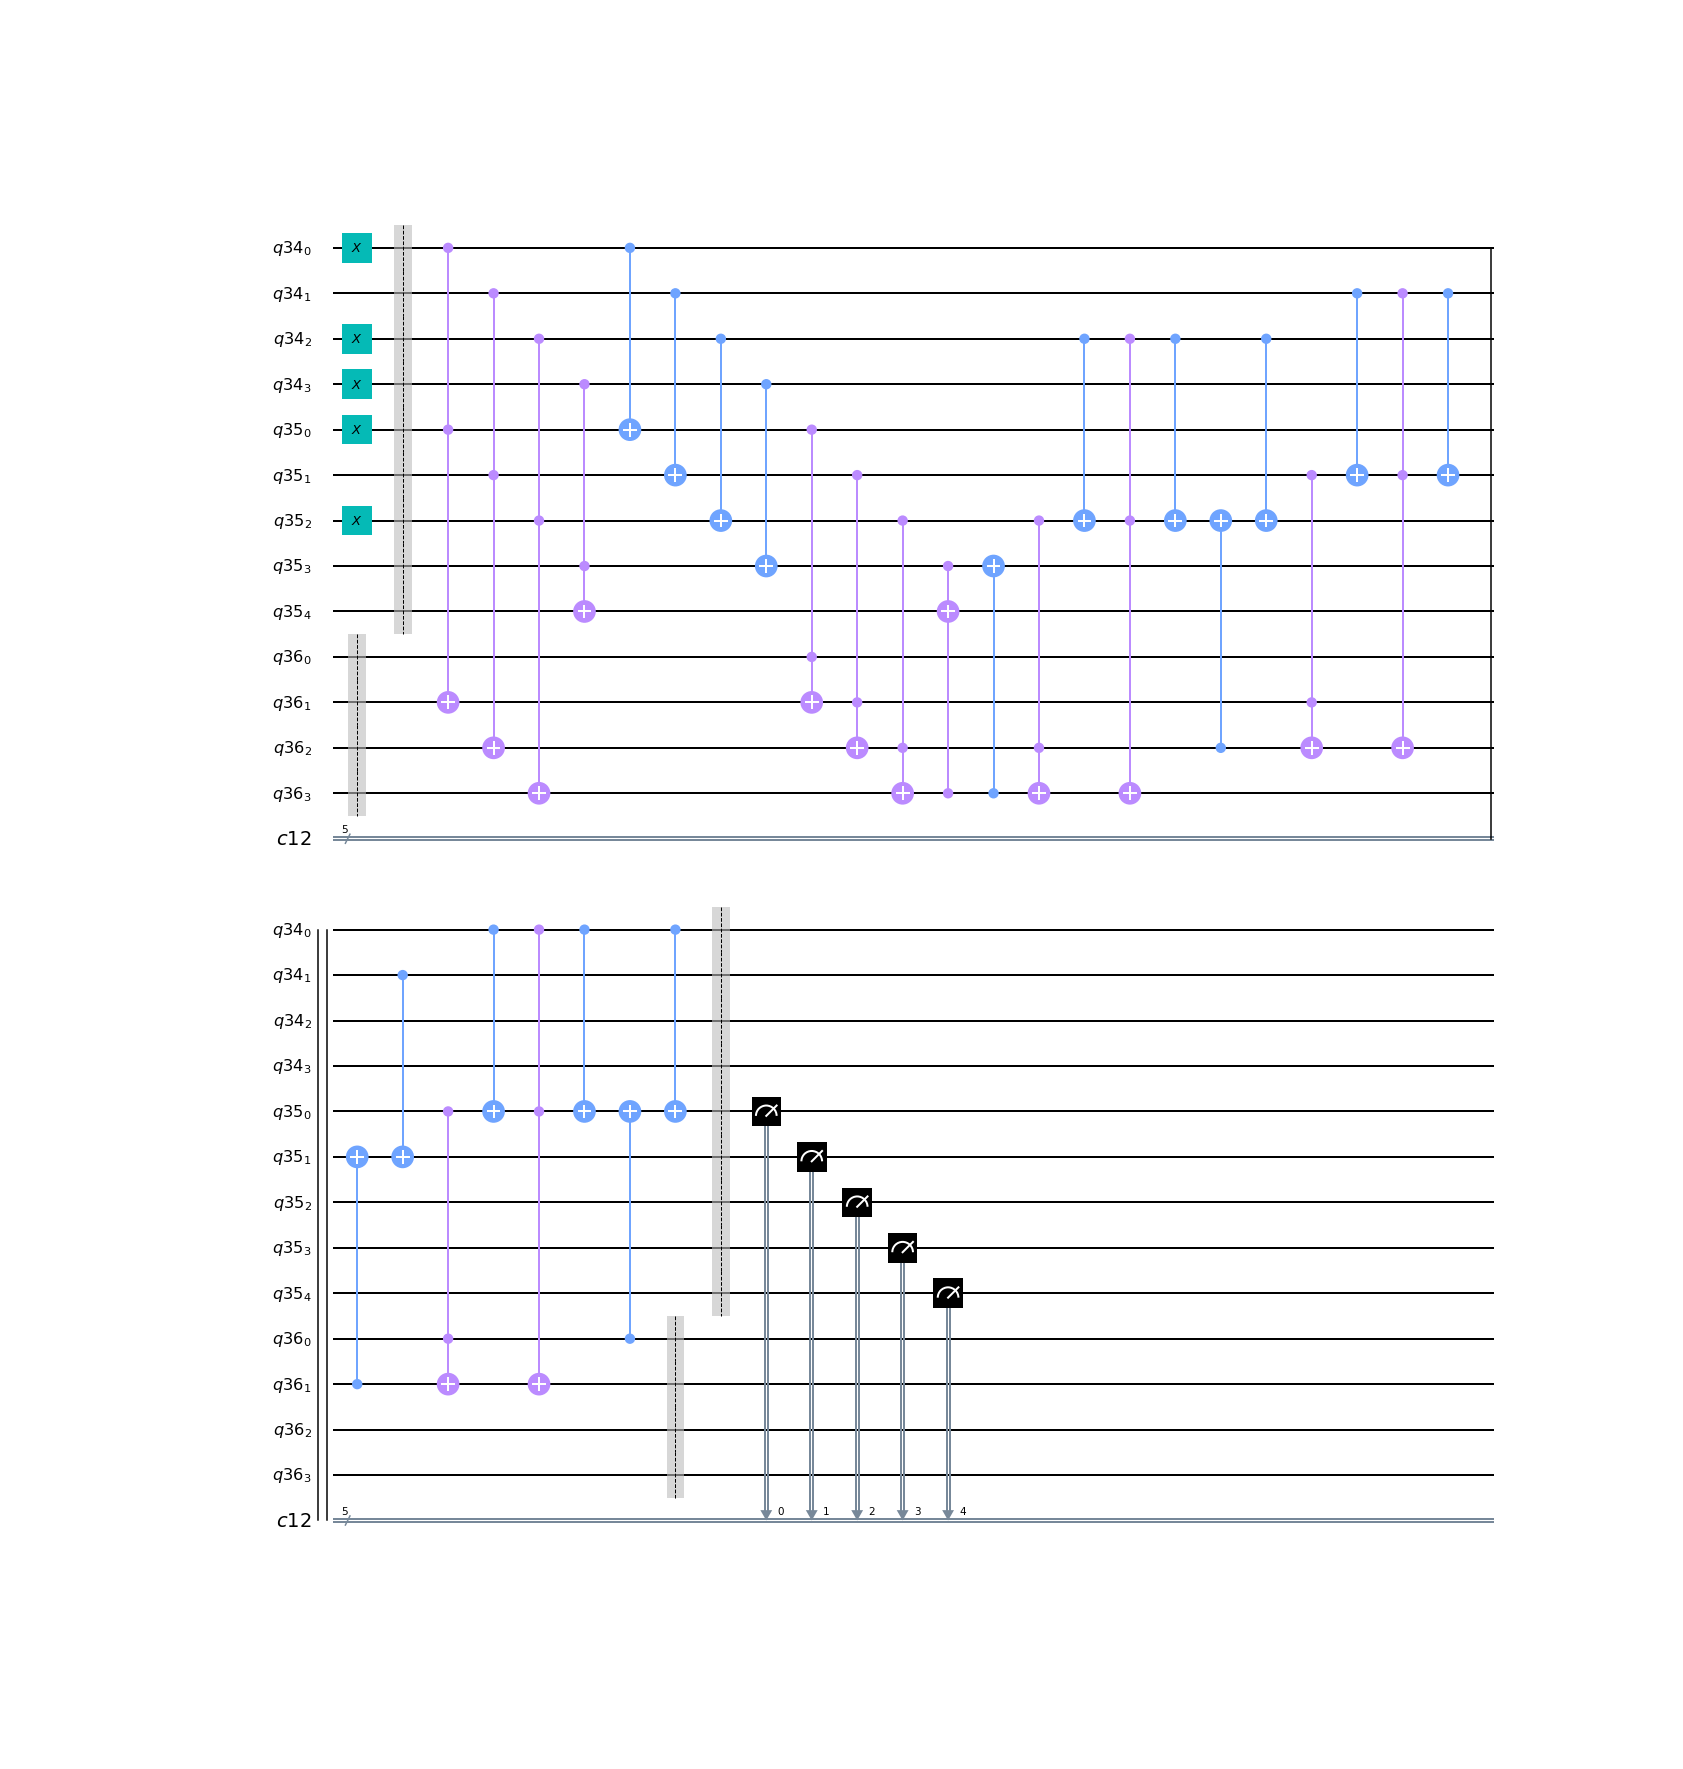 q34₀ X
q34₁
q34₂ X
q34₃ X
q35₀ X
q35₁
q35₂ X
q35₃
q35₄
q36₀
q36₁
q36₂
q36₃
c12 5
q34₀
q34₁
q34₂
q34₃
q35₀
q35₁
q35₂
q35₃
q35₄
q36₀
q36₁
q36₂
q36₃
c12 5 0 1 2 3 4